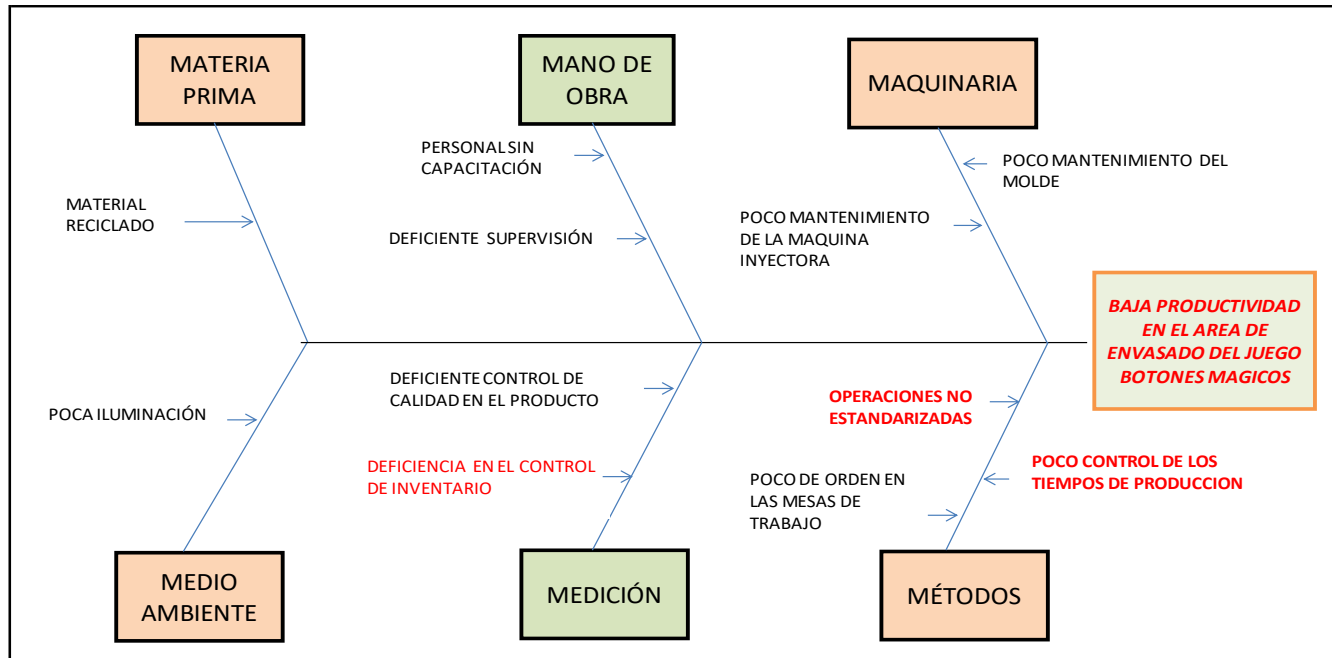 MATERIA
PRIMA
MANO DE
OBRA
MAQUINARIA
PERSONAL SIN
CAPACITACIÓN
POCO MANTENIMIENTO DEL
MOLDE
MATERIAL
RECICLADO
DEFICIENTE SUPERVISIÓN
POCO MANTENIMIENTO
DE LA MAQUINA
INYECTORA
BAJA PRODUCTIVIDAD
EN EL AREA DE
ENVASADO DEL JUEGO
BOTONES MAGICOS
POCA ILUMINACIÓN
DEFICIENTE CONTROL DE
CALIDAD EN EL PRODUCTO
OPERACIONES NO
ESTANDARIZADAS
DEFICIENCIA EN EL CONTROL
DE INVENTARIO
POCO DE ORDEN EN
LAS MESAS DE
TRABAJO
POCO CONTROL DE LOS
TIEMPOS DE PRODUCCION
MEDIO
AMBIENTE
MEDICIÓN
MÉTODOS